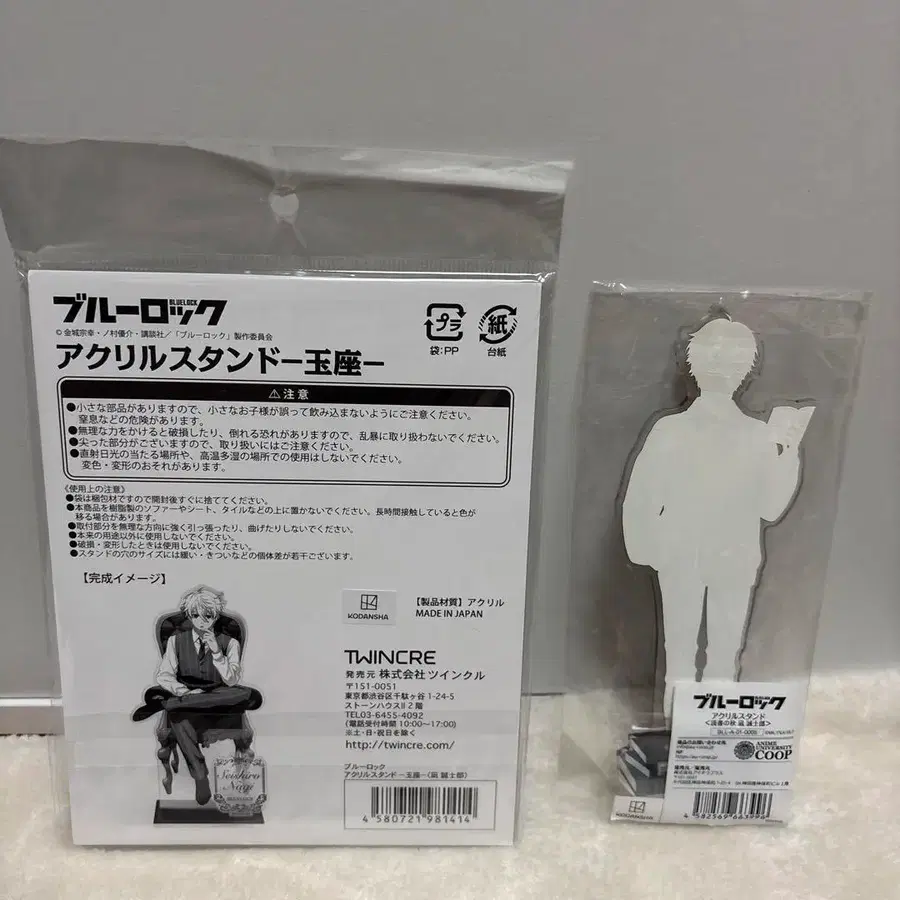 ブルーロック
BLUELOCK
© 金城宗幸・ノ村優介・講談社／「ブルーロック」製作委員会
アクリルスタンドー玉座ー
プラ
袋:PP
紙
台紙
⚠注意
●小さな部品がありますので、小さなお子様が誤って飲み込まないようにご注意ください。
窒息などの危険があります。
●無理な力をかけると破損したり、倒れる恐れがありますので、乱暴に取り扱わないでください。
●尖った部分がございますので、取り扱いにはご注意ください。
●直射日光の当たる場所や、高温多湿の場所での使用はしないでください。
変色・変形のおそれがあります。
《使用上の注意》
●袋は梱包材ですので開封後すぐに捨ててください。
●本商品を樹脂製のソファーやシート、タイルなどの上に置かないでください。長時間接触していると色が
移る場合があります。
●取付部分を無理な方向に強く引っ張ったり、曲げたりしないでください。
●本来の用途以外に使用しないでください。
●破損・変形したときは使用しないでください。
●スタンドの穴のサイズには緩い・きついなどの個体差が若干ございます。
【完成イメージ】
Seishiro
Nagi
KODANSHA
【製品材質】アクリル
MADE IN JAPAN
TWINCRE
発売元 株式会社ツインクル
〒151-0051
東京都渋谷区千駄ヶ谷1-24-5
ストーンハウスⅡ2階
TEL03-6455-4092
(電話受付時間 10:00～17:00)
※土・日・祝日を除く
http://twincre.com/
ブルーロック
アクリルスタンド ー玉座ー(凪 誠士郎)
4 580721 981414
ブルーロック
アクリルスタンド
<読書の秋 凪 誠士郎>
ANIME
UNIVERSITY
COOP
KODANSHA
4 582569 663996